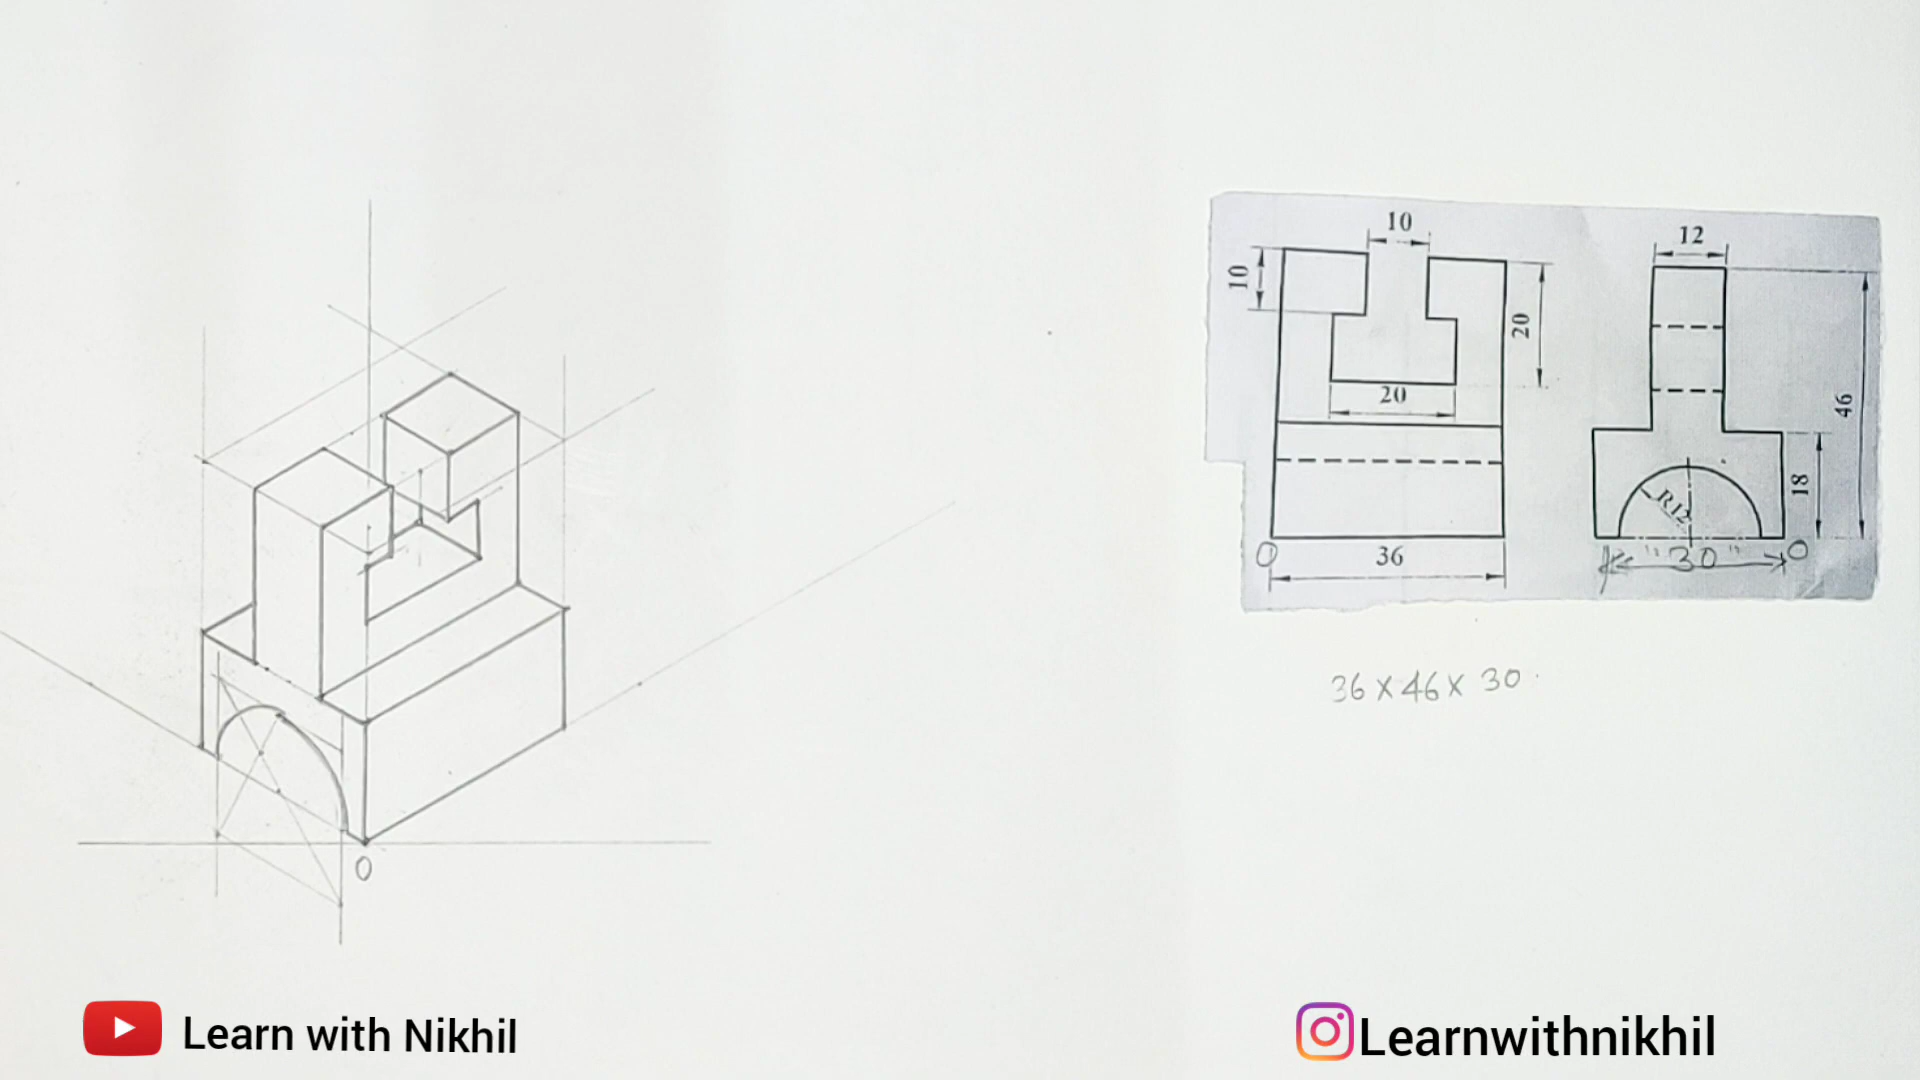 10
10
20
20
36
O
12
46
18
R12
"30"
O
36 X 46 X 30
O
Learn with Nikhil
Learnwithnikhil